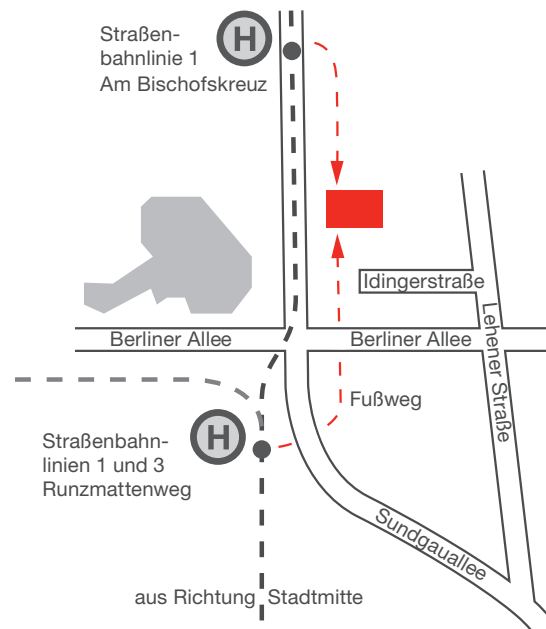 Straßen-
bahnlinie 1
Am Bischofskreuz
H
Idingerstraße
Lehener Straße
Berliner Allee
Berliner Allee
Fußweg
H
Straßenbahn-
linien 1 und 3
Runzmattenweg
Sundgauallee
aus Richtung Stadtmitte